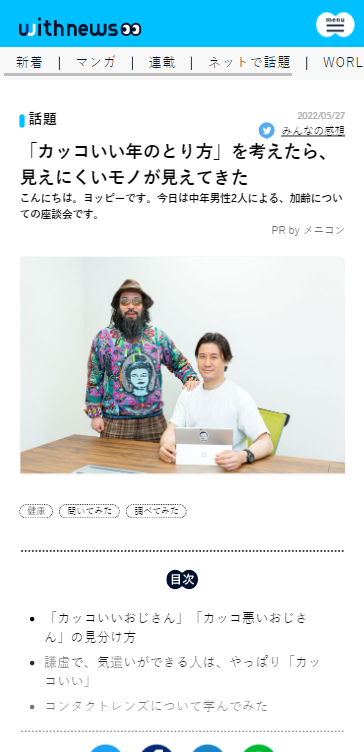 withnews
menu
新着 | マンガ | 連載 | ネットで話題 | WORL
話題
2022/05/27
みんなの感想
「カッコいい年のとり方」を考えたら、
見えにくいモノが見えてきた
こんにちは。ヨッピーです。今日は中年男性2人による、加齢につい
ての座談会です。
PR by メニコン
健康 聞いてみた 調べてみた
目次
• 「カッコいいおじさん」「カッコ悪いおじさ
ん」の見分け方
• 謙虚で、気遣いができる人は、やっぱり「カッ
コいい」
• コンタクトレンズについて学んでみた